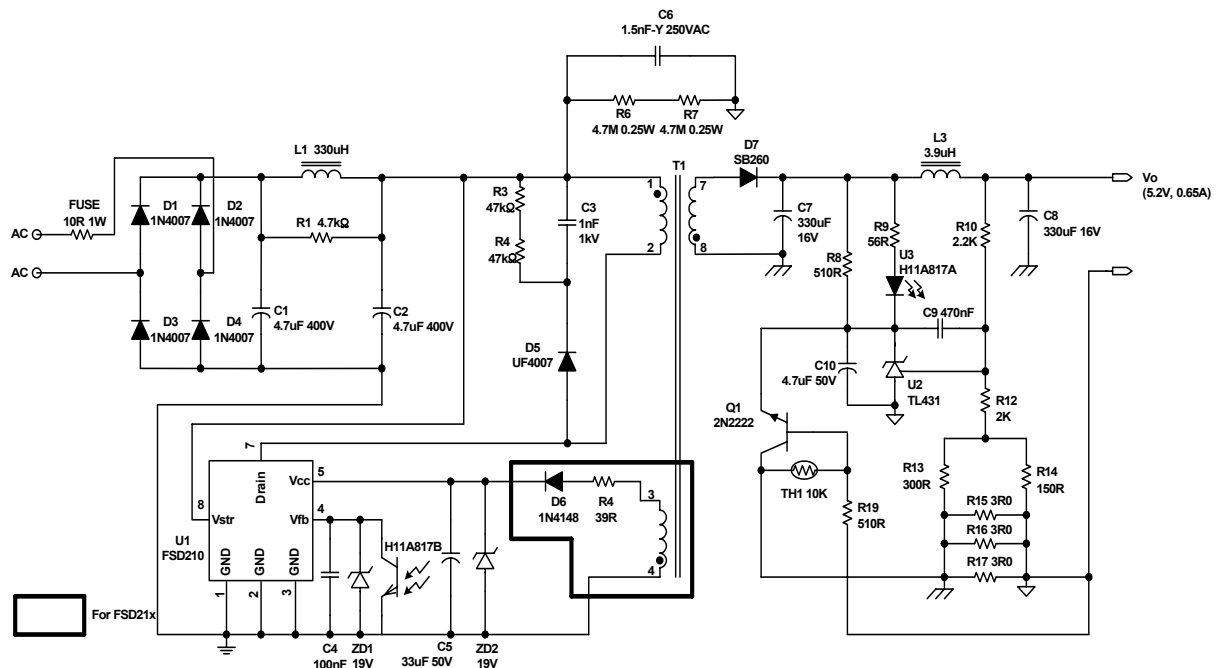 C6
1.5nF-Y 250VAC
R6
R7
4.7M 0.25W
4.7M 0.25W
L1 330uH
FUSE
10R 1W
AC
AC
D1
1N4007
D2
1N4007
R1 4.7kΩ
D3
1N4007
D4
1N4007
C1
4.7uF 400V
C2
4.7uF 400V
R3
47kΩ
R4
47kΩ
C3
1nF
1kV
D5
UF4007
T1
1
2
7
8
D7
SB260
C7
330uF
16V
L3
3.9uH
Vo
(5.2V, 0.65A)
C8
330uF 16V
R9
56R
R10
2.2K
R8
510R
U3
H11A817A
C9 470nF
C10
4.7uF 50V
U2
TL431
R12
2K
Q1
2N2222
TH1 10K
R19
510R
R13
300R
R14
150R
R15 3R0
R16 3R0
R17 3R0
7
Drain
8
Vstr
Vcc
5
Vfb
4
U1
FSD210
GND
GND
GND
1
2
3
H11A817B
D6
1N4148
R4
39R
3
4
C4
100nF
ZD1
19V
C5
33uF 50V
ZD2
19V
For FSD21x